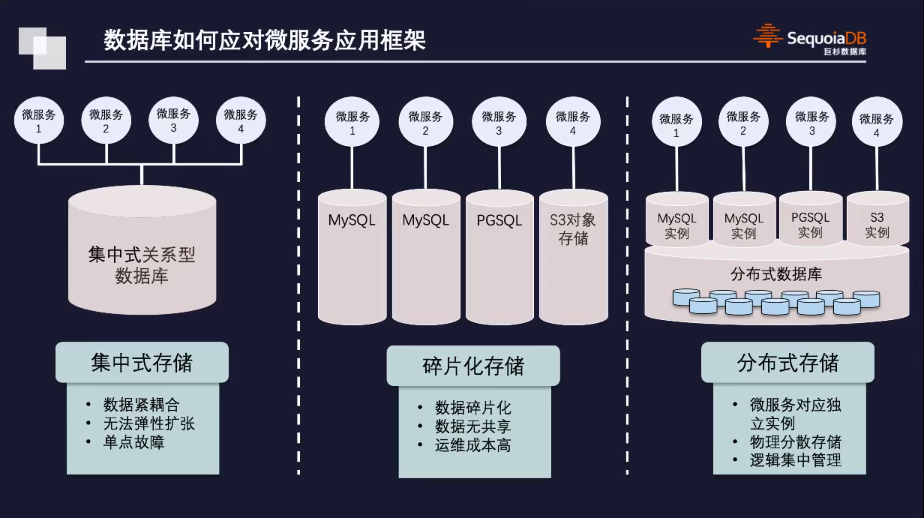 数据库如何应对微服务应用框架
SequoiaDB
巨杉数据库
微服务
1
微服务
2
微服务
3
微服务
4
集中式关系型
数据库
集中式存储
• 数据紧耦合
• 无法弹性扩张
• 单点故障
微服务
1
微服务
2
微服务
3
微服务
4
MySQL
MySQL
PGSQL
S3对象
存储
碎片化存储
• 数据碎片化
• 数据无共享
• 运维成本高
微服务
1
微服务
2
微服务
3
微服务
4
MySQL
实例
MySQL
实例
PGSQL
实例
S3
实例
分布式数据库
分布式存储
• 微服务对应独
立实例
• 物理分散存储
• 逻辑集中管理